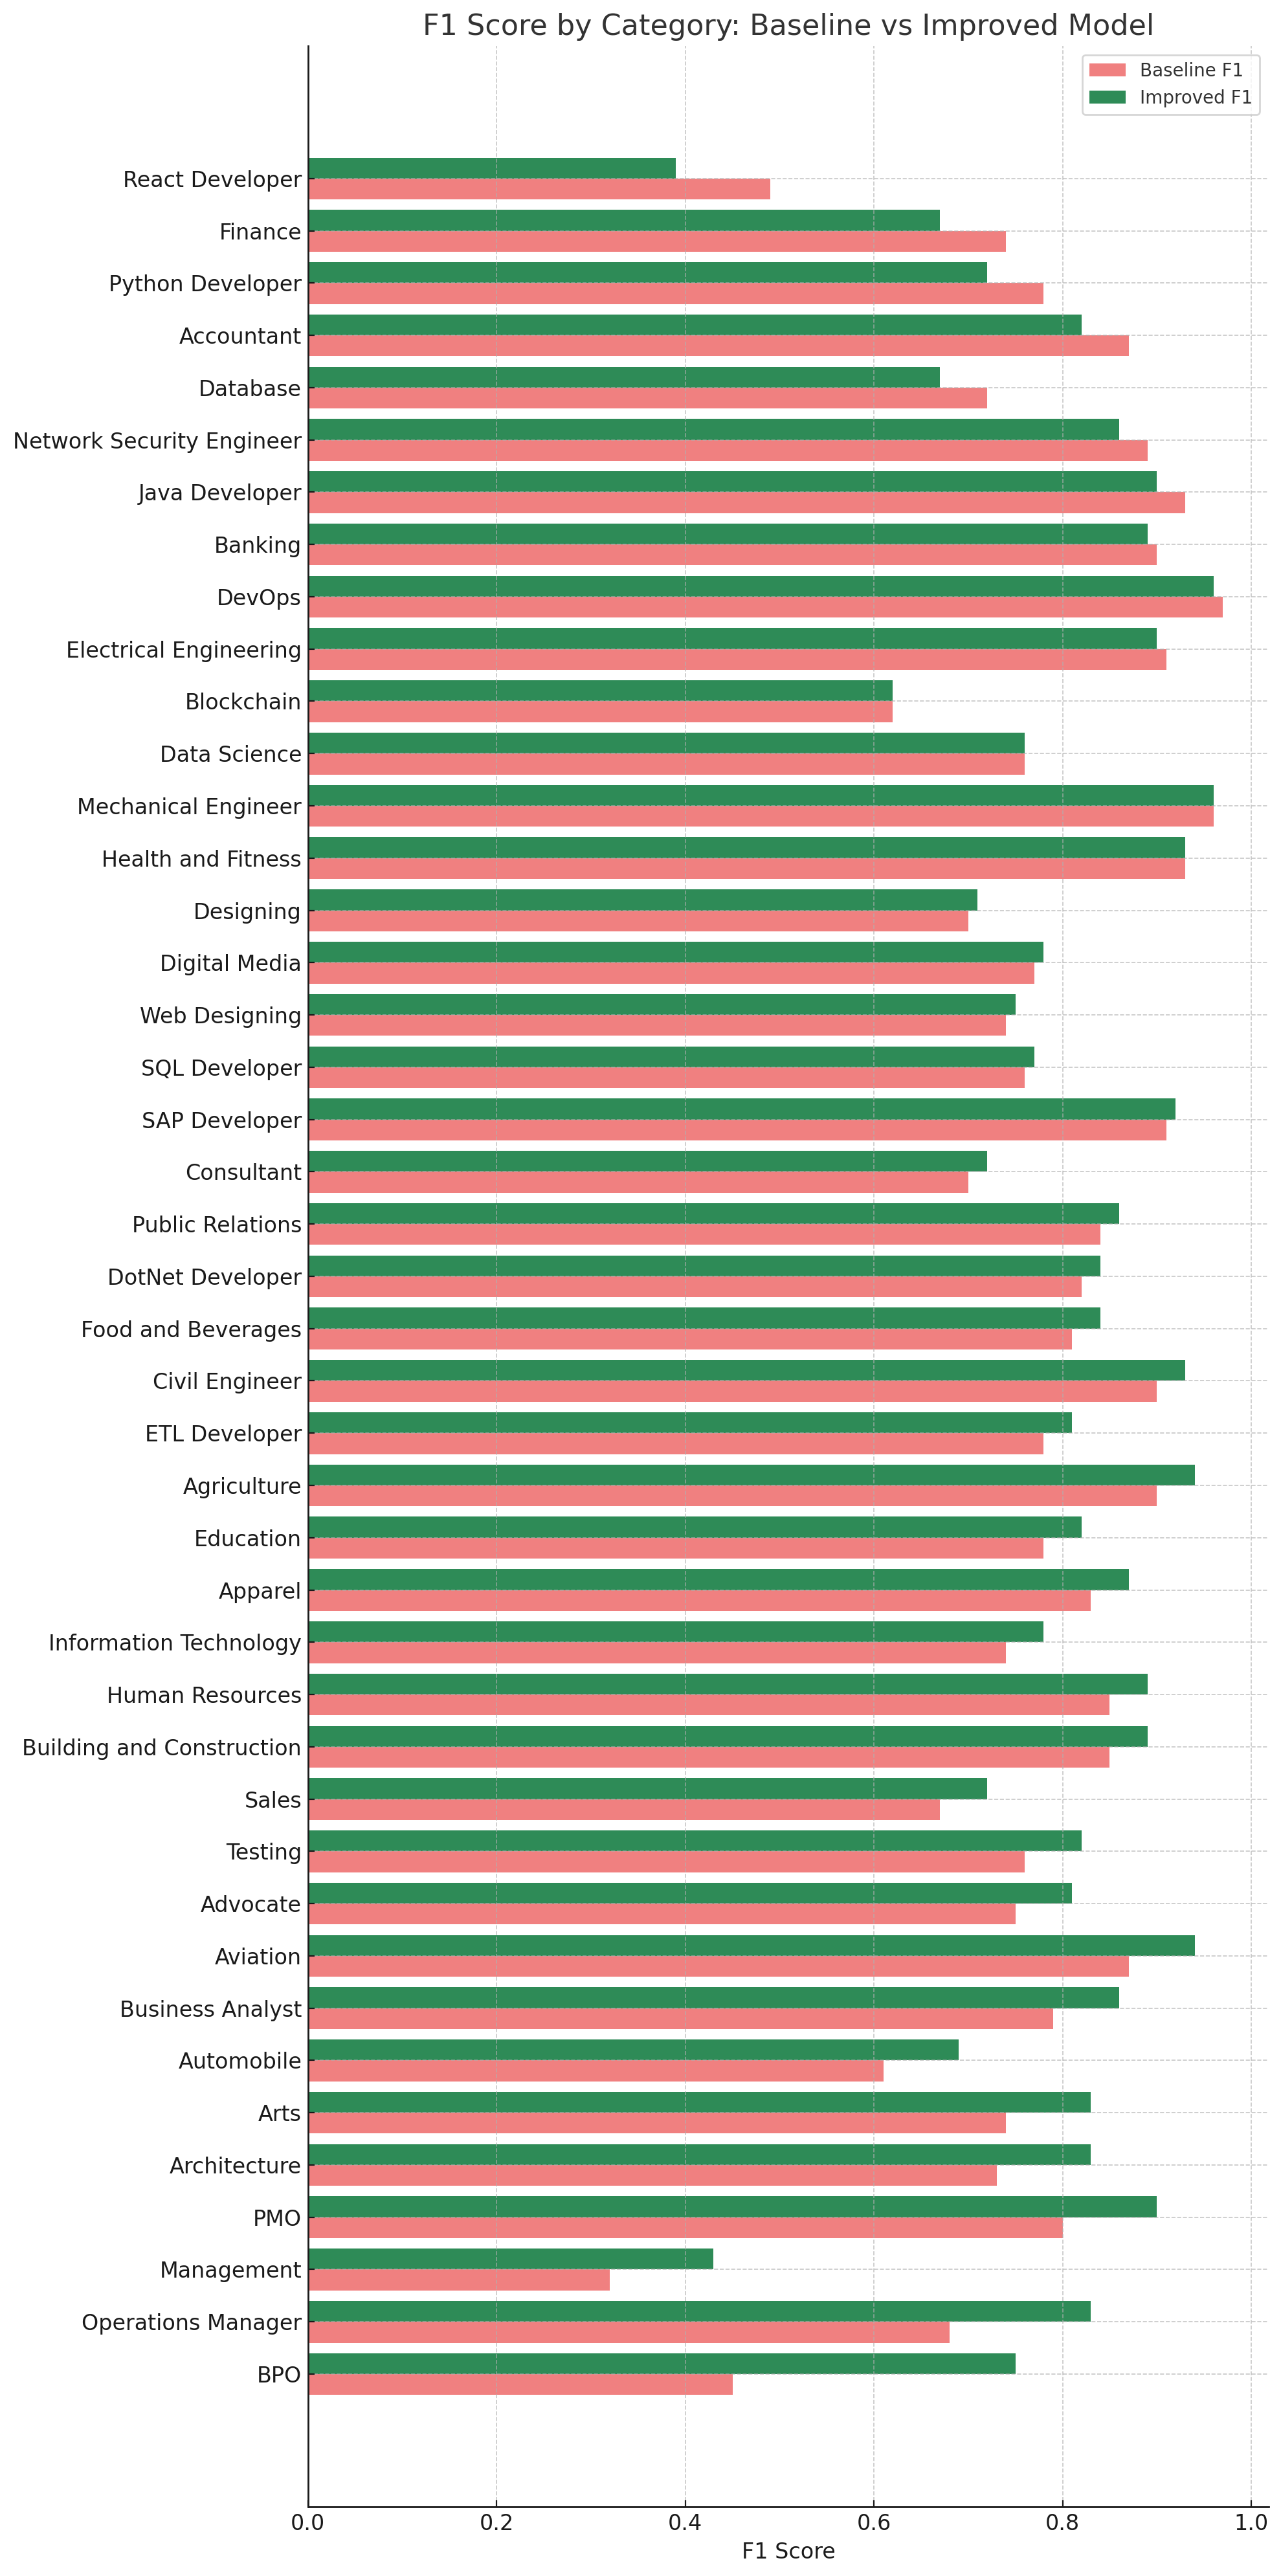 F1 Score by Category: Baseline vs Improved Model
Baseline F1
Improved F1
React Developer
Finance
Python Developer
Accountant
Database
Network Security Engineer
Java Developer
Banking
DevOps
Electrical Engineering
Blockchain
Data Science
Mechanical Engineer
Health and Fitness
Designing
Digital Media
Web Designing
SQL Developer
SAP Developer
Consultant
Public Relations
DotNet Developer
Food and Beverages
Civil Engineer
ETL Developer
Agriculture
Education
Apparel
Information Technology
Human Resources
Building and Construction
Sales
Testing
Advocate
Aviation
Business Analyst
Automobile
Arts
Architecture
PMO
Management
Operations Manager
BPO
0.0 0.2 0.4 0.6 0.8 1.0
F1 Score